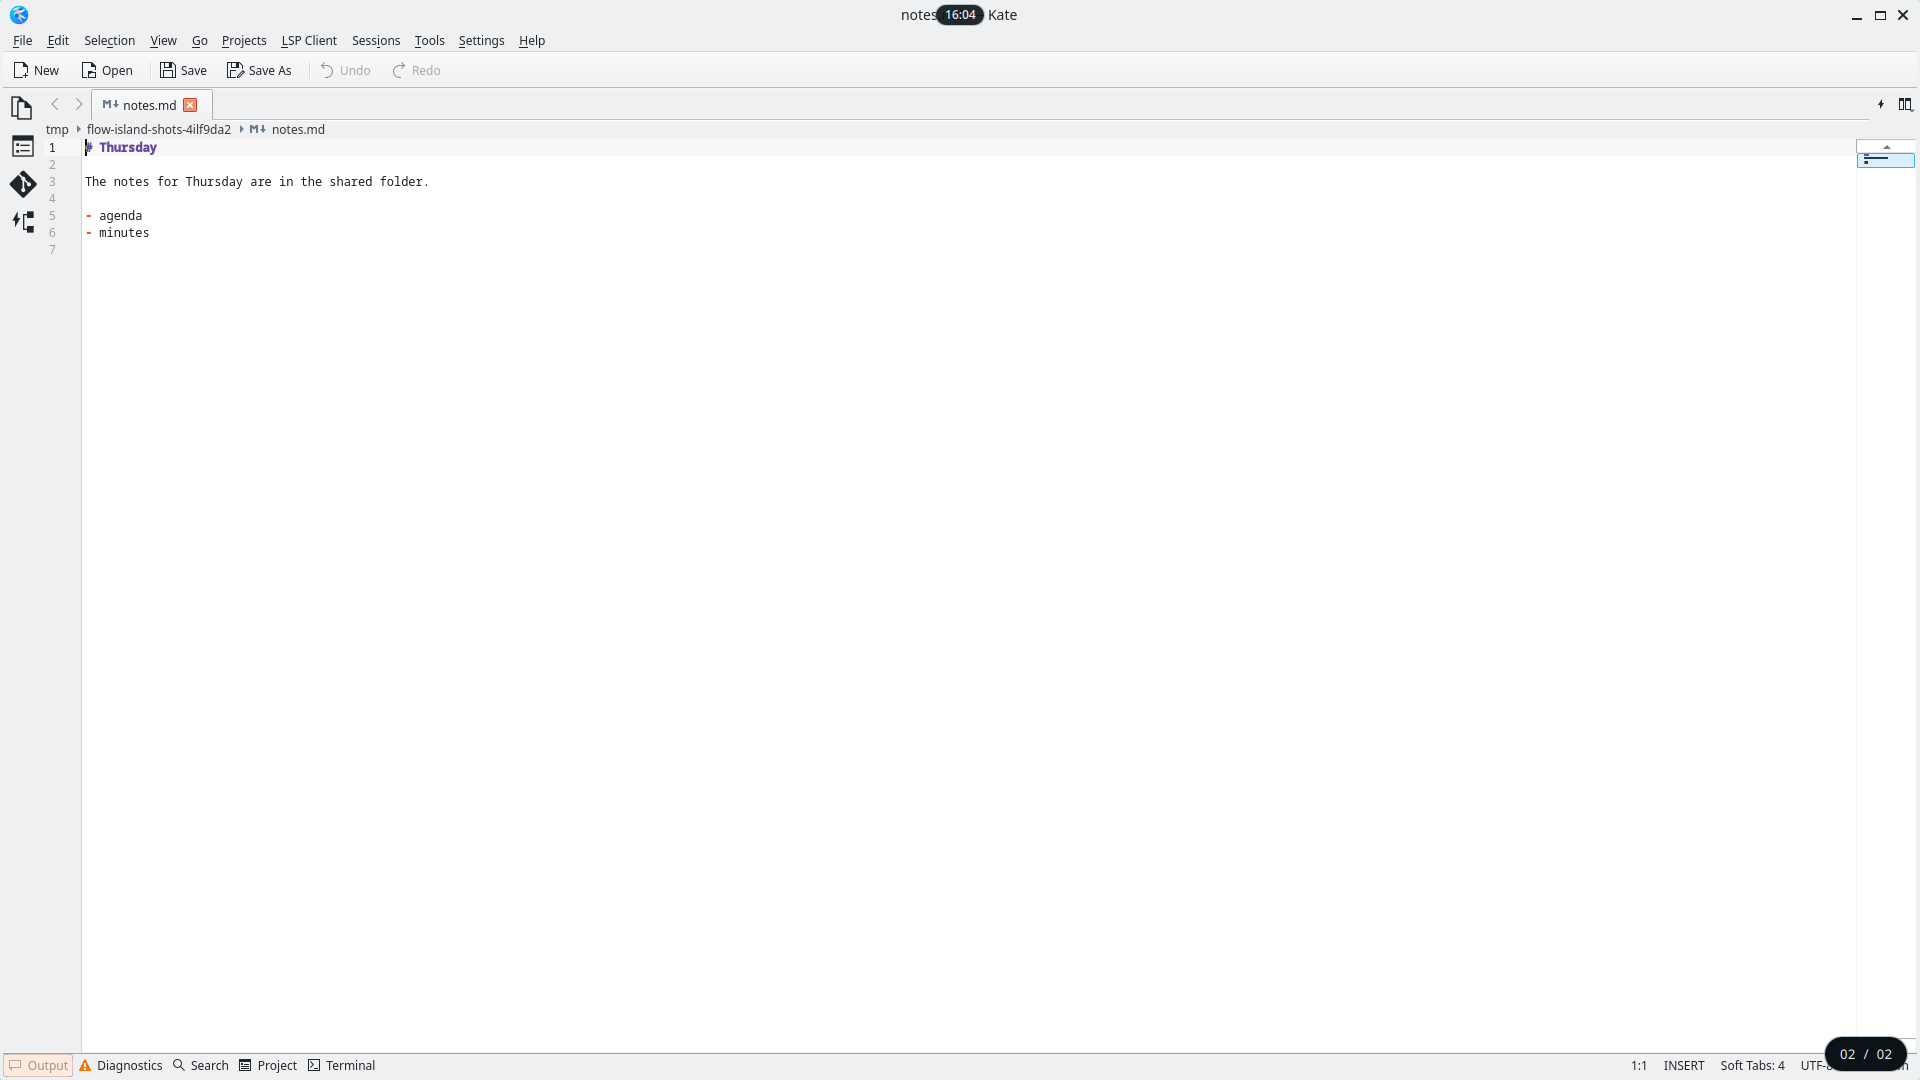 notes 16:04 Kate
File Edit Selection View Go Projects LSP Client Sessions Tools Settings Help
New Open Save Save As Undo Redo
notes.md
tmp flow-island-shots-4ilf9da2 notes.md
1 # Thursday
2
3 The notes for Thursday are in the shared folder.
4
5 - agenda
6 - minutes
7
Output Diagnostics Search Project Terminal 1:1 INSERT Soft Tabs: 4 UTF-
02 / 02